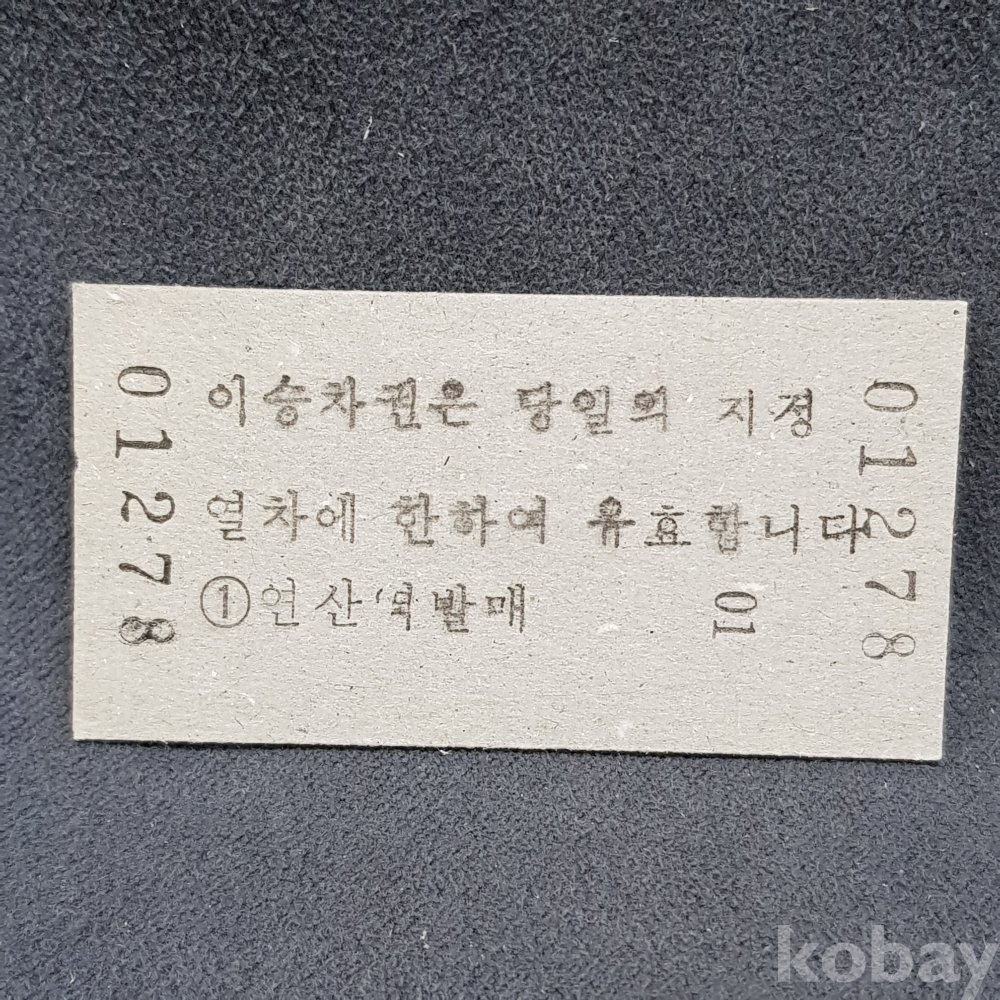 01278
이승차권은 당일의 지정
열차에 한하여 유효합니다
①연산역발매 01
01278
kobay